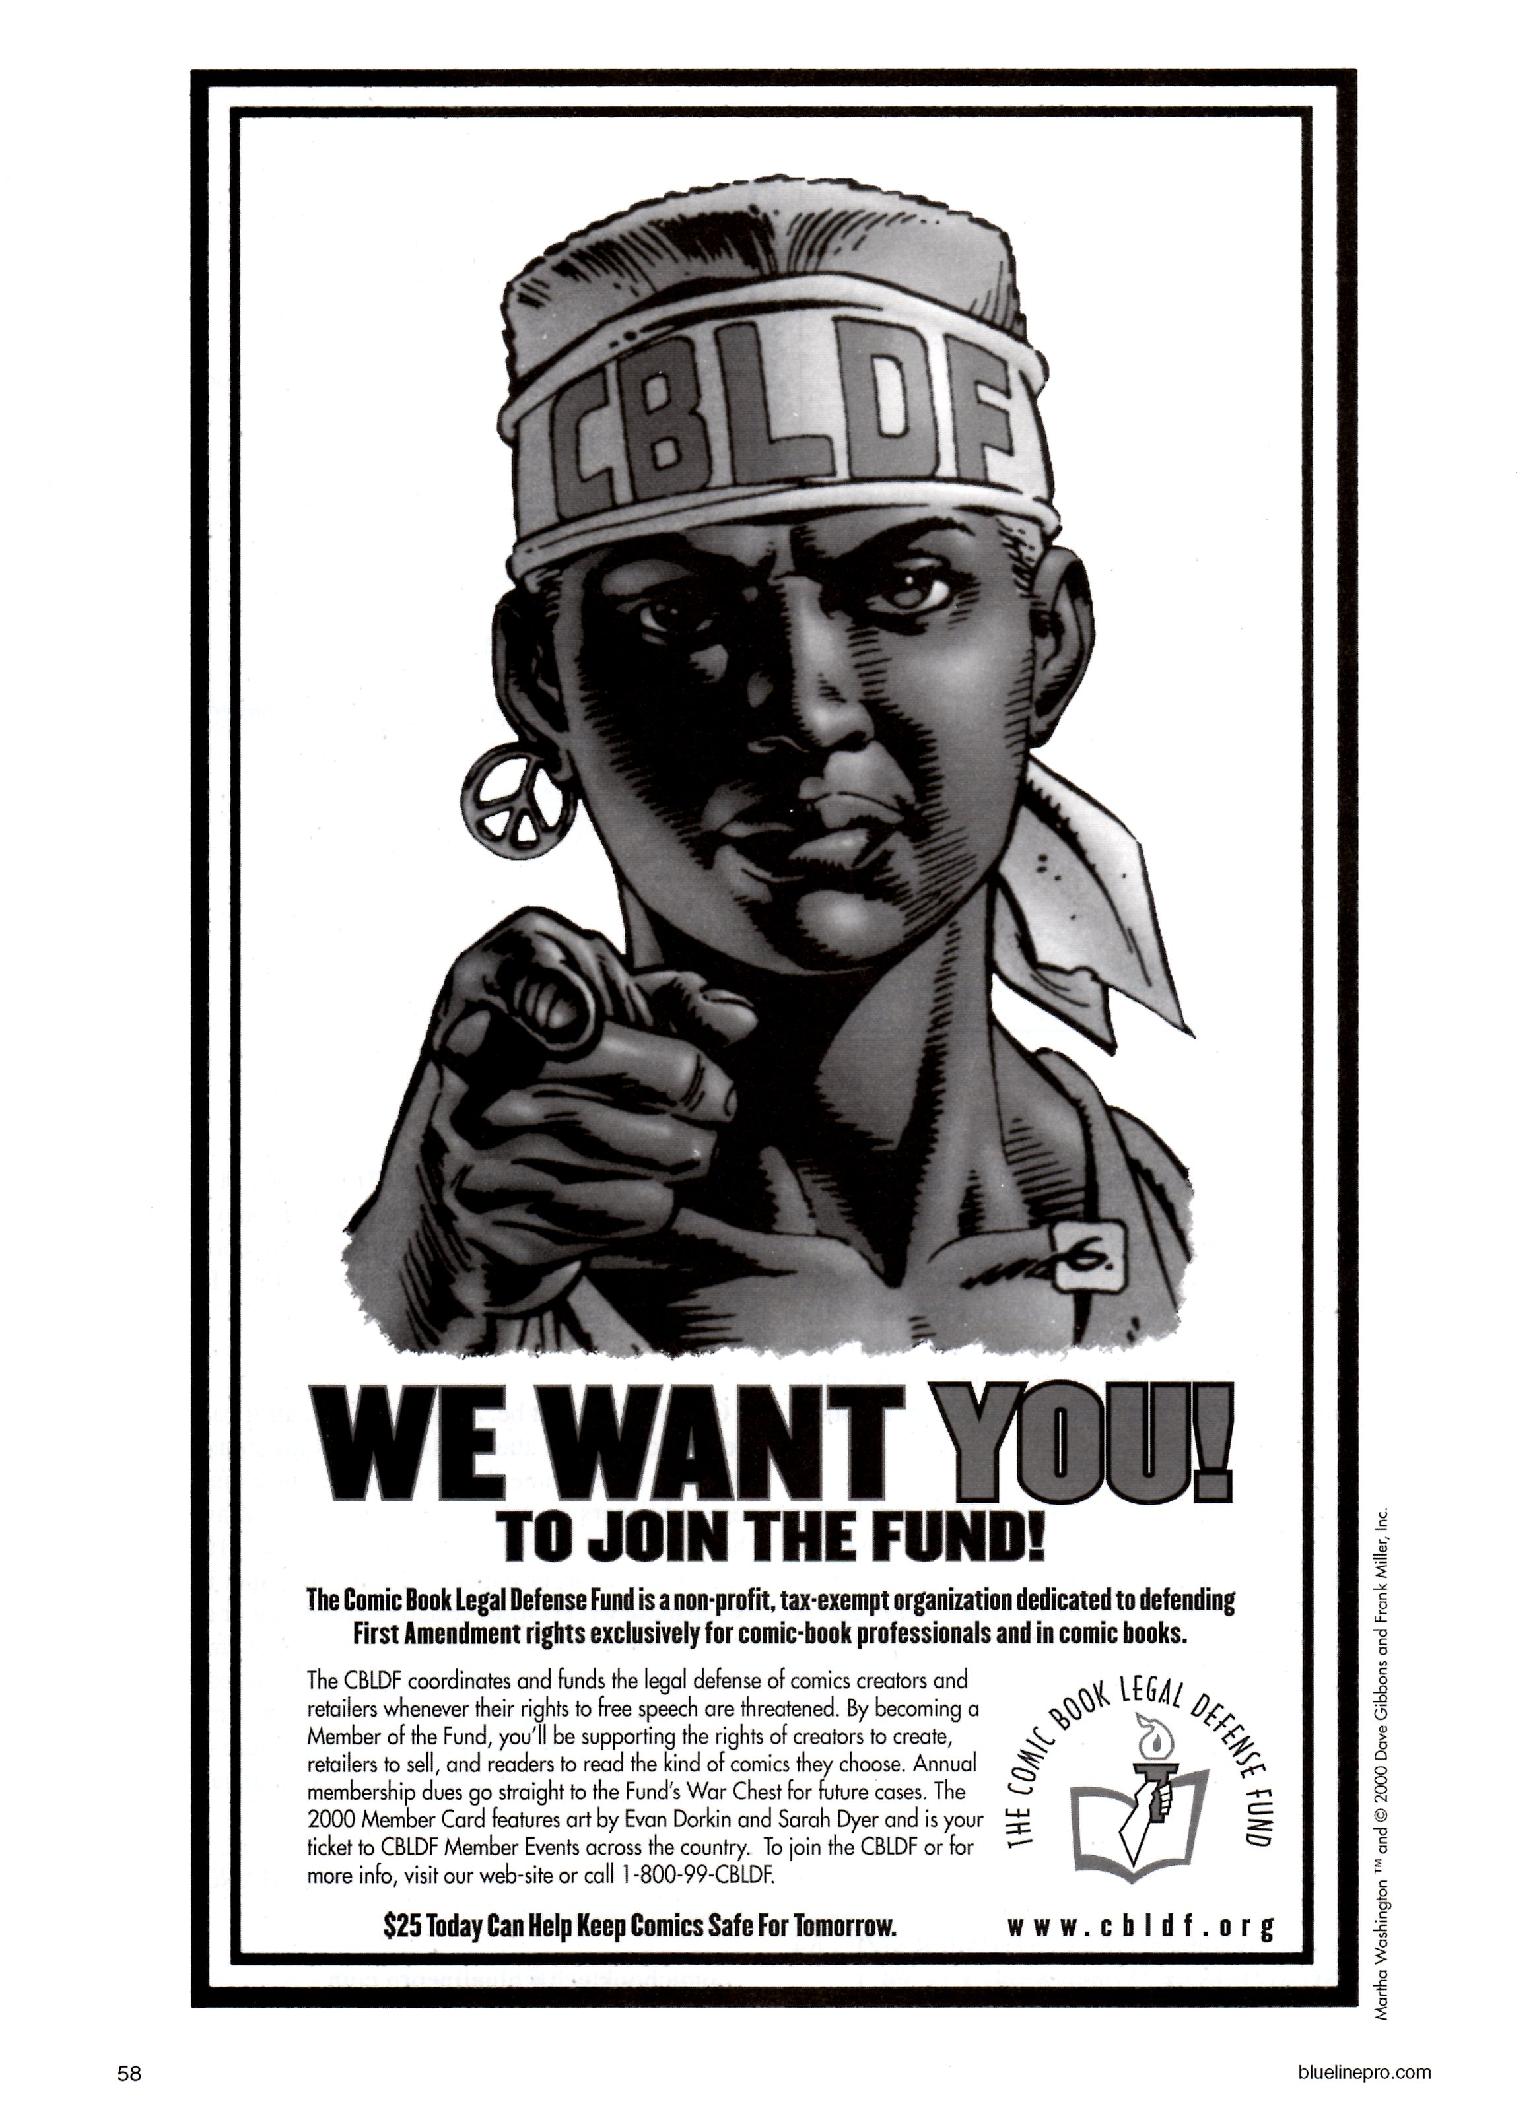 CBLDF
6.
WE WANT YOU!
TO JOIN THE FUND!
The Comic Book Legal Defense Fund is a non-profit, tax-exempt organization dedicated to defending
First Amendment rights exclusively for comic-book professionals and in comic books.
The CBLDF coordinates and funds the legal defense of comics creators and
retailers whenever their rights to free speech are threatened. By becoming a
Member of the Fund, you'll be supporting the rights of creators to create,
retailers to sell, and readers to read the kind of comics they choose. Annual
membership dues go straight to the Fund's War Chest for future cases. The
2000 Member Card features art by Evan Dorkin and Sarah Dyer and is your
ticket to CBLDF Member Events across the country. To join the CBLDF or for
more info, visit our web-site or call 1-800-99-CBLDF.
THE COMIC BOOK LEGAL DEFENSE FUND
$25 Today Can Help Keep Comics Safe For Tomorrow.
www.cbldf.org
Martha Washington ™ and © 2000 Dave Gibbons and Frank Miller, Inc.
58
bluelinepro.com